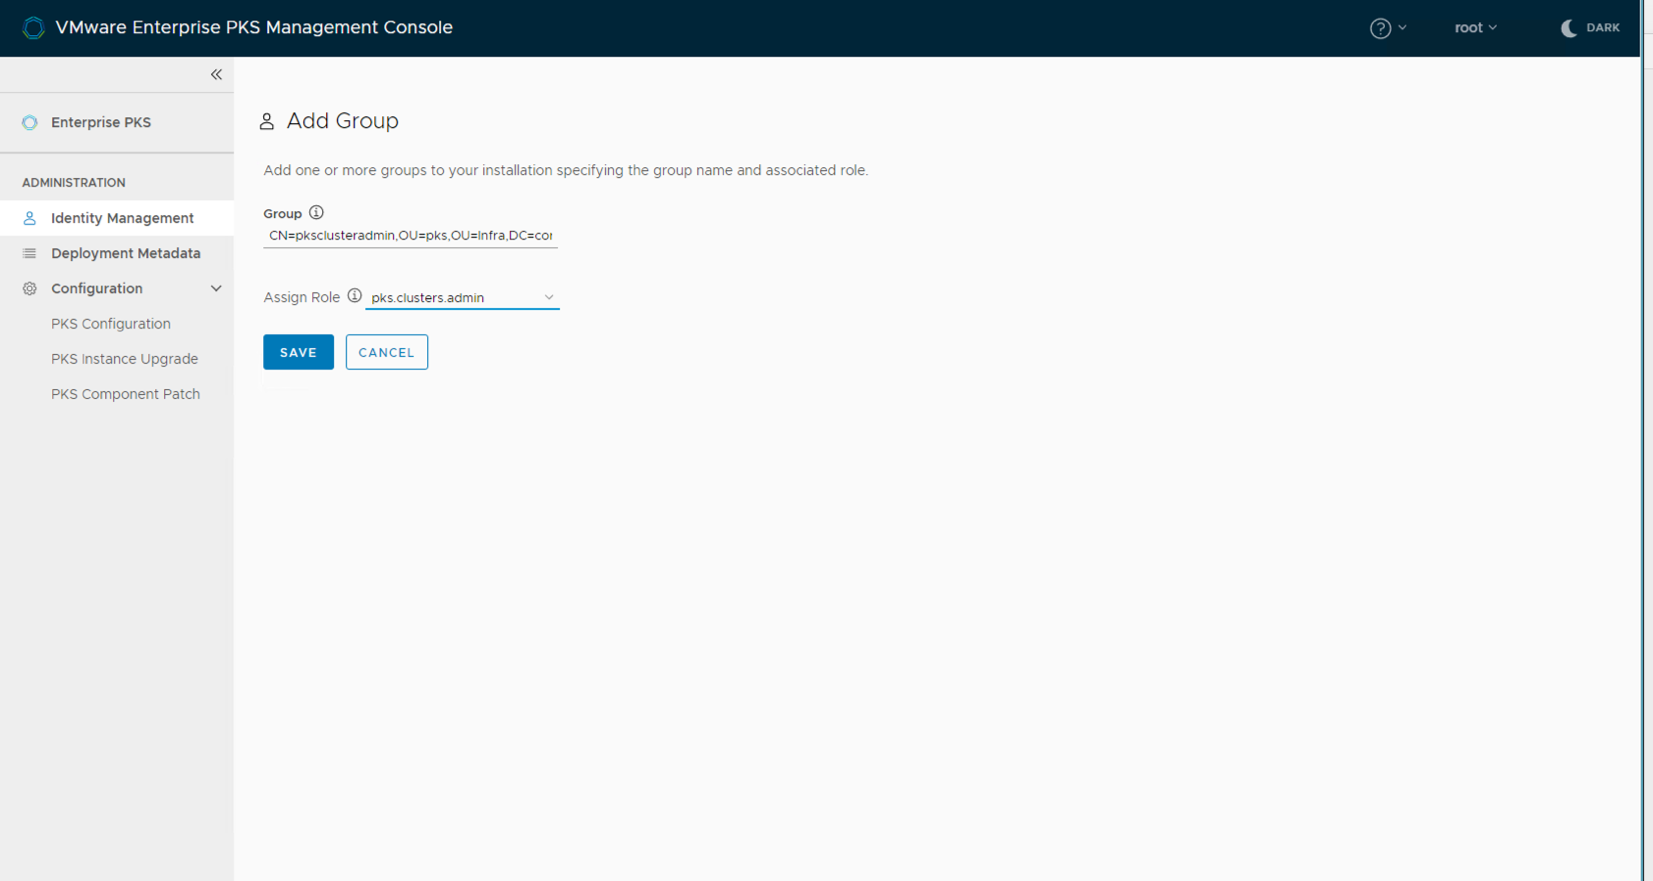 VMware Enterprise PKS Management Console
root
DARK
Enterprise PKS
ADMINISTRATION
Identity Management
Deployment Metadata
Configuration
PKS Configuration
PKS Instance Upgrade
PKS Component Patch
Add Group
Add one or more groups to your installation specifying the group name and associated role.
Group
CN=pksclusteradmin,OU=pks,OU=Infra,DC=cor
Assign Role pks.clusters.admin
SAVE CANCEL